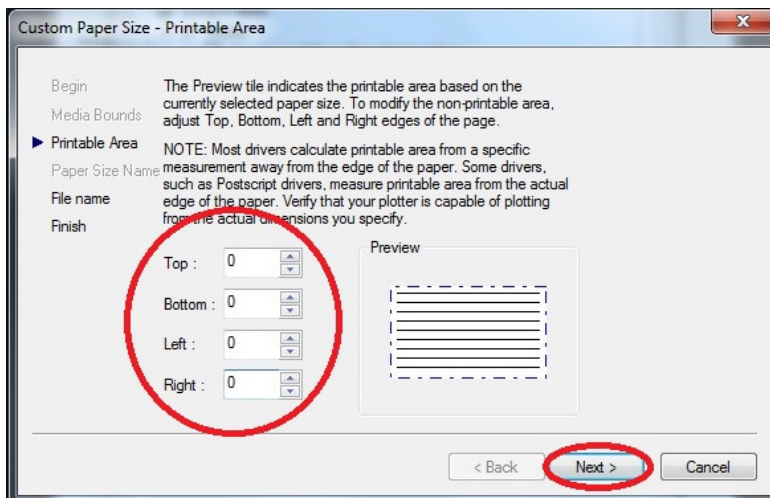 Custom Paper Size - Printable Area
Begin
Media Bounds
Printable Area
Paper Size Name
File name
Finish
The Preview tile indicates the printable area based on the
currently selected paper size. To modify the non-printable area,
adjust Top, Bottom, Left and Right edges of the page.
NOTE: Most drivers calculate printable area from a specific
measurement away from the edge of the paper. Some drivers,
such as Postscript drivers, measure printable area from the actual
edge of the paper. Verify that your plotter is capable of plotting
from the actual dimensions you specify.
Top : 0
Bottom : 0
Left : 0
Right : 0
Preview
< Back
Next >
Cancel